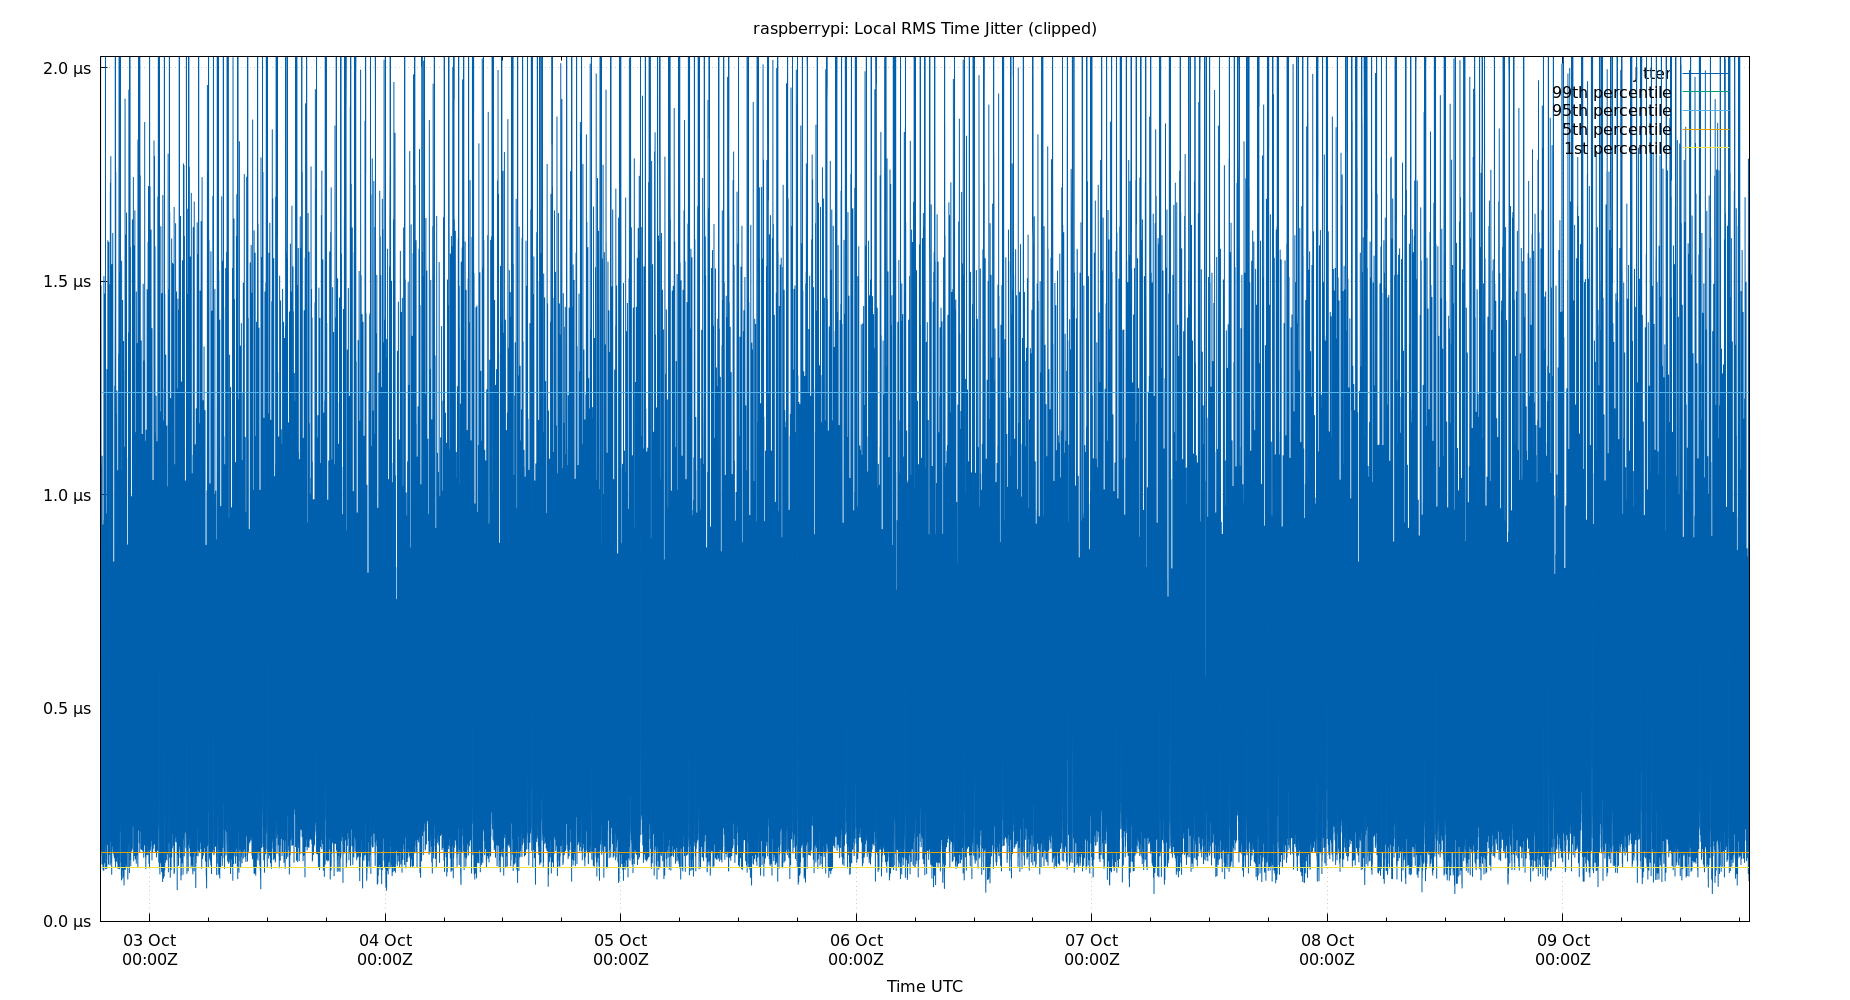 raspberrypi: Local RMS Time Jitter (clipped)
2.0 µs
1.5 µs
1.0 µs
0.5 µs
0.0 µs
jitter
99th percentile
95th percentile
5th percentile
1st percentile
03 Oct
00:00Z
04 Oct
00:00Z
05 Oct
00:00Z
06 Oct
00:00Z
07 Oct
00:00Z
08 Oct
00:00Z
09 Oct
00:00Z
Time UTC